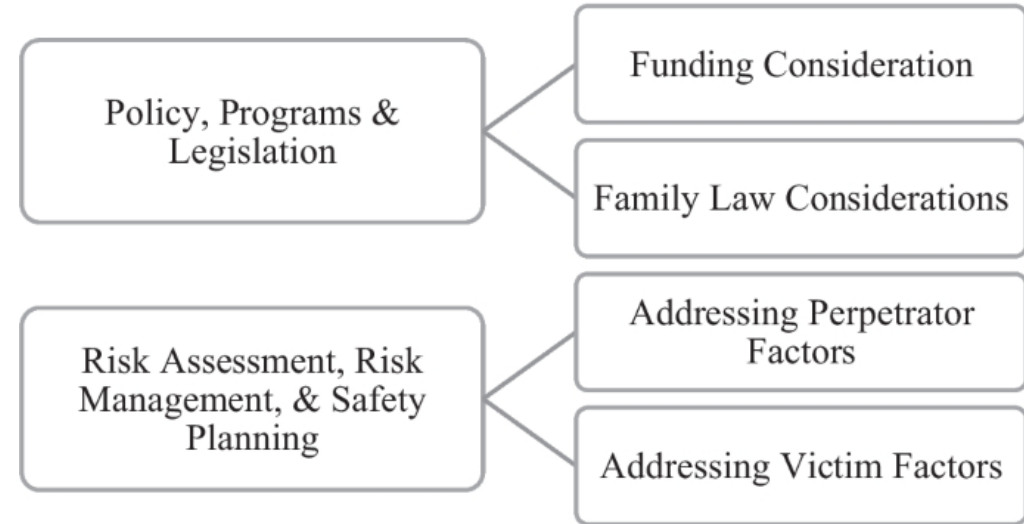 Policy, Programs &
Legislation
Funding Consideration
Family Law Considerations
Risk Assessment, Risk
Management, & Safety
Planning
Addressing Perpetrator
Factors
Addressing Victim Factors